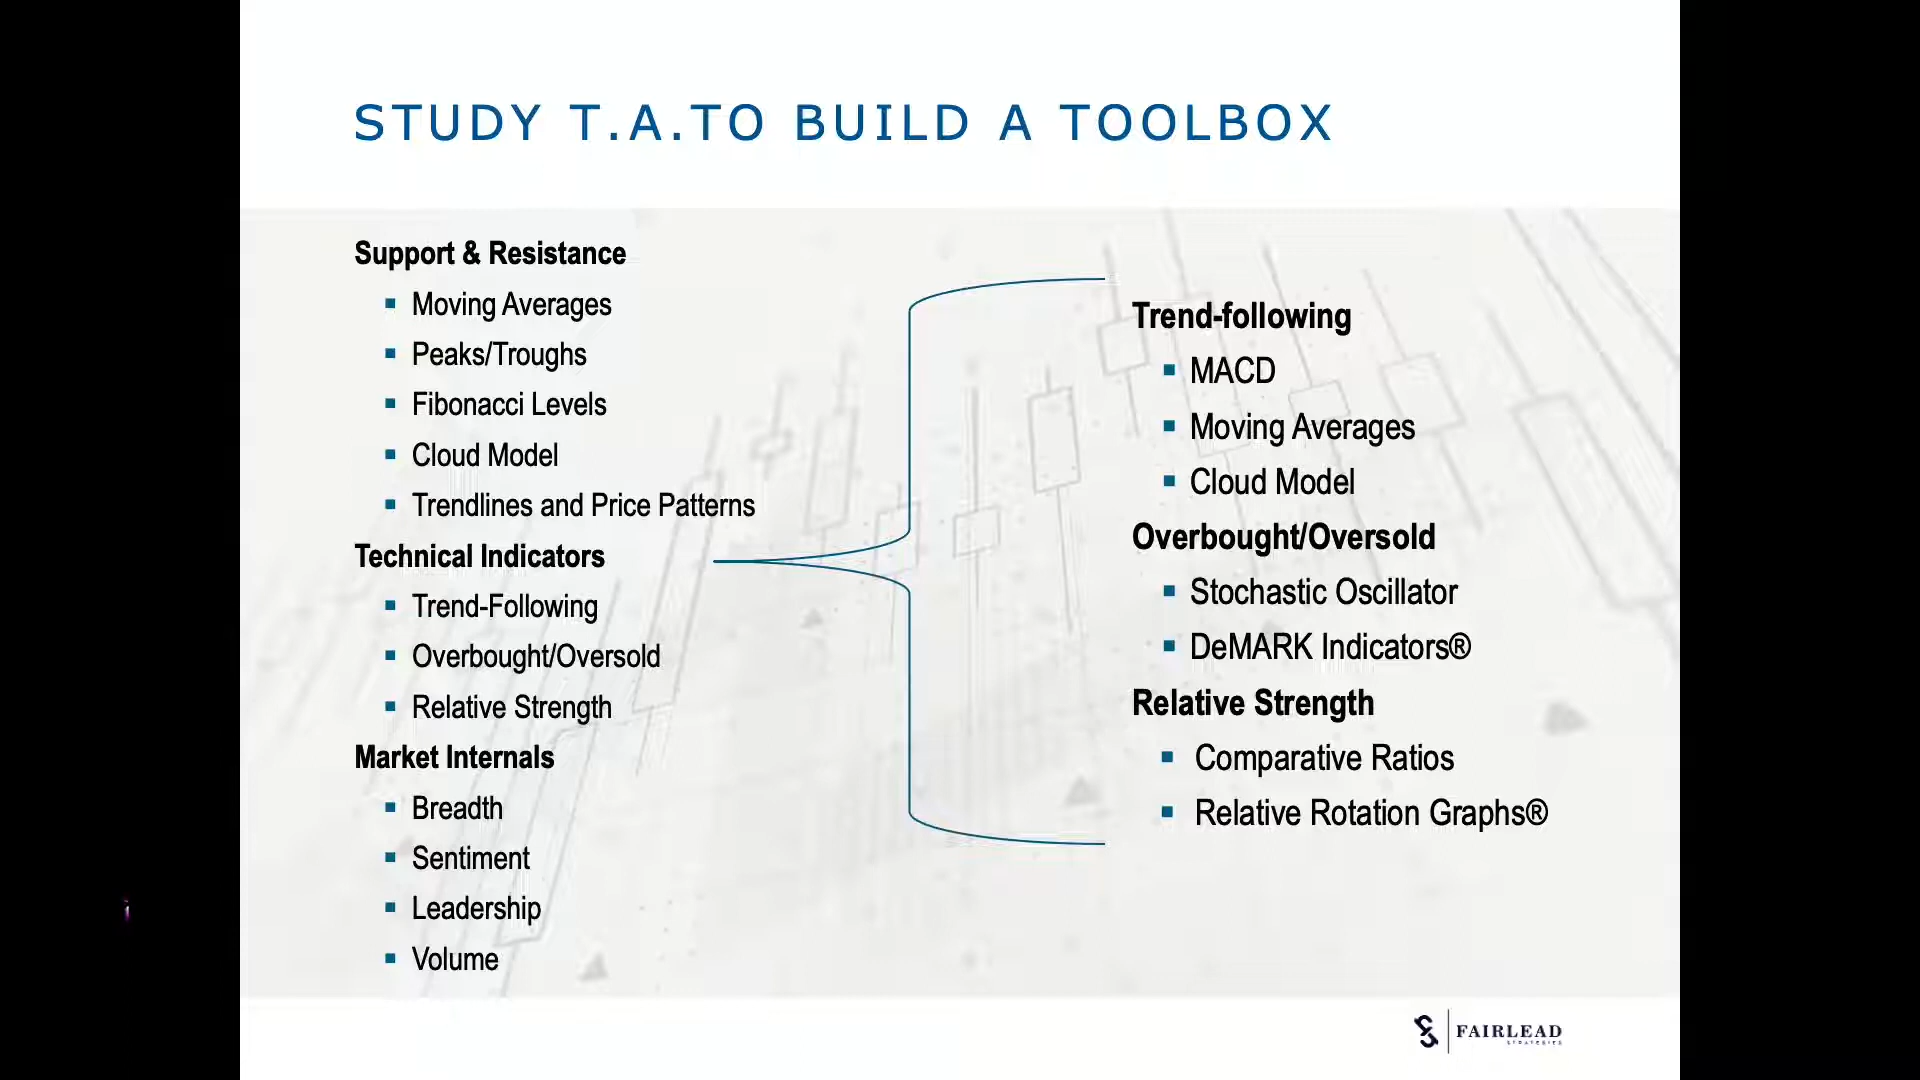 STUDY T.A.TO BUILD A TOOLBOX
Support & Resistance
Moving Averages
Peaks/Troughs
Fibonacci Levels
Cloud Model
Trendlines and Price Patterns
Technical Indicators
Trend-Following
Overbought/Oversold
Relative Strength
Market Internals
Breadth
Sentiment
Leadership
Volume
Trend-following
MACD
Moving Averages
Cloud Model
Overbought/Oversold
Stochastic Oscillator
DeMARK Indicators®
Relative Strength
Comparative Ratios
Relative Rotation Graphs®
FAIRLEAD
STRATEGIES